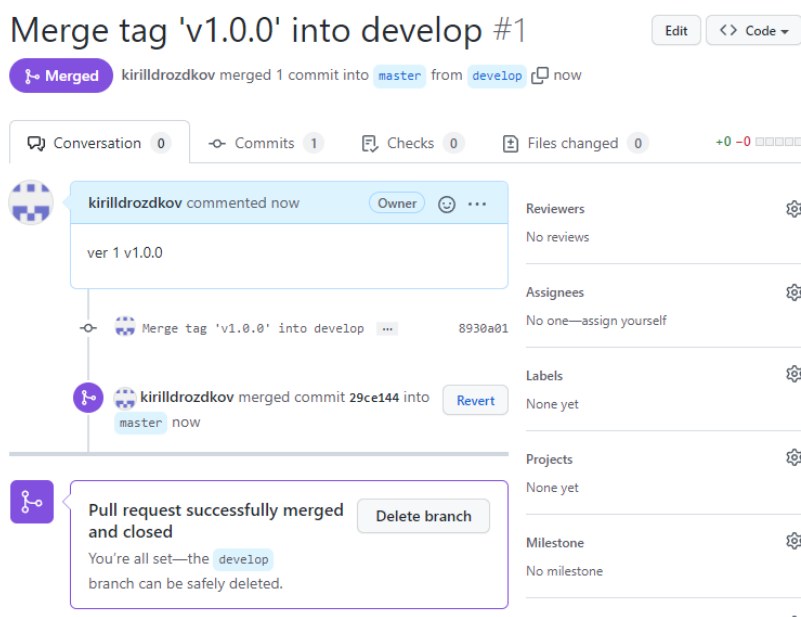 Merge tag 'v1.0.0' into develop #1
Edit
<> Code
Merged
kirilldrozdkov merged 1 commit into master from develop now
Conversation 0
Commits 1
Checks 0
Files changed 0
+0 −0
kirilldrozdkov commented now
Owner
...
ver 1 v1.0.0
Merge tag 'v1.0.0' into develop ...
8930a01
kirilldrozdkov merged commit 29ce144 into
master now
Revert
Pull request successfully merged
and closed
You're all set—the develop
branch can be safely deleted.
Delete branch
Reviewers
No reviews
Assignees
No one—assign yourself
Labels
None yet
Projects
None yet
Milestone
No milestone